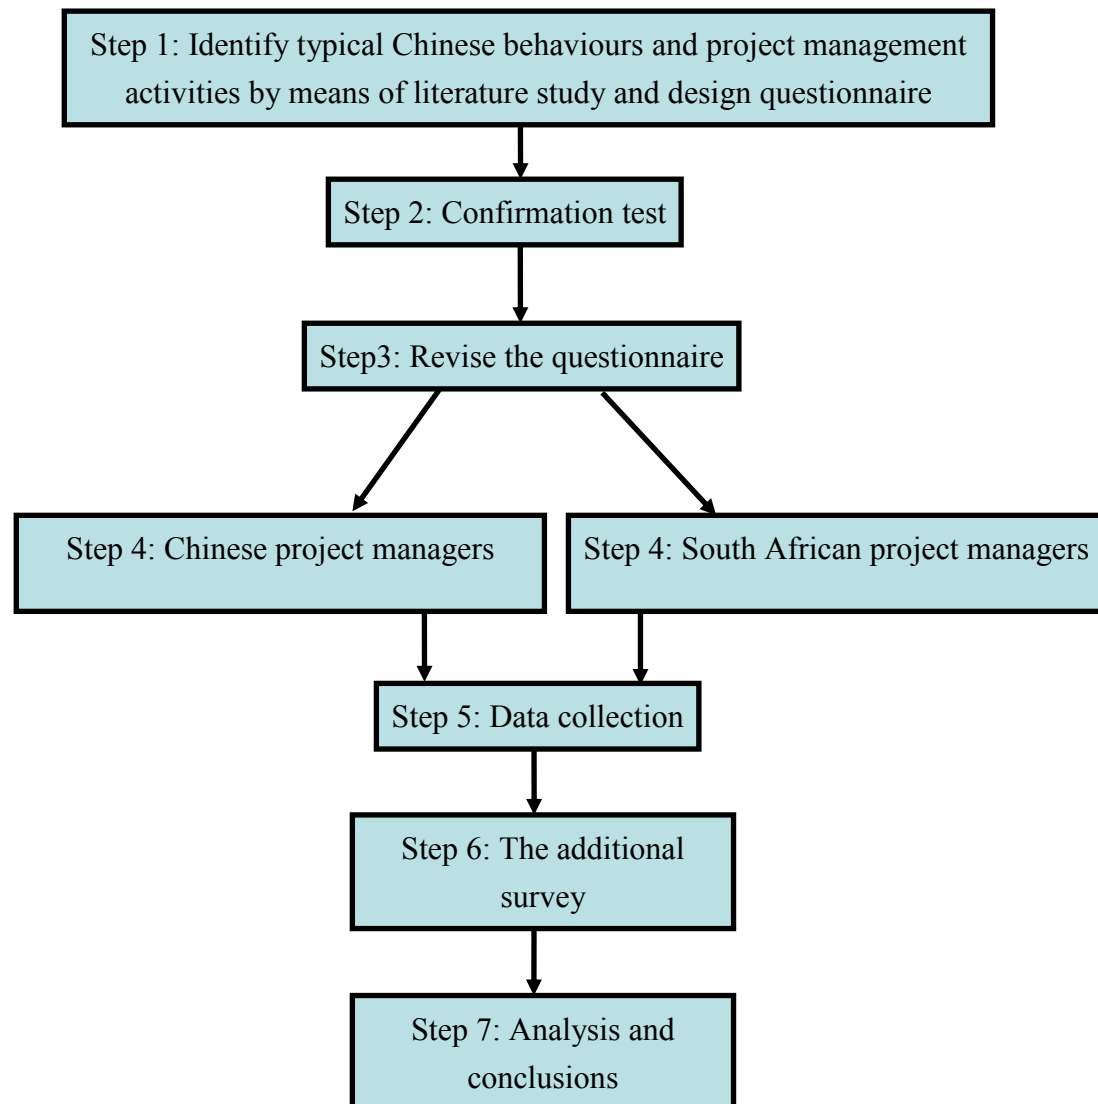 Step 1: Identify typical Chinese behaviours and project management
activities by means of literature study and design questionnaire
Step 2: Confirmation test
Step3: Revise the questionnaire
Step 4: Chinese project managers
Step 4: South African project managers
Step 5: Data collection
Step 6: The additional
survey
Step 7: Analysis and
conclusions